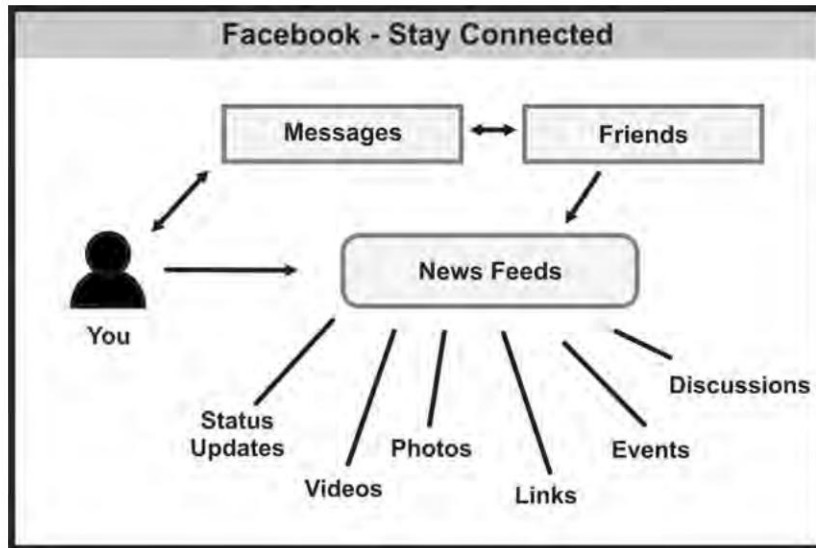 Facebook - Stay Connected
Messages
Friends
News Feeds
You
Discussions
Status
Updates
Photos
Events
Videos
Links